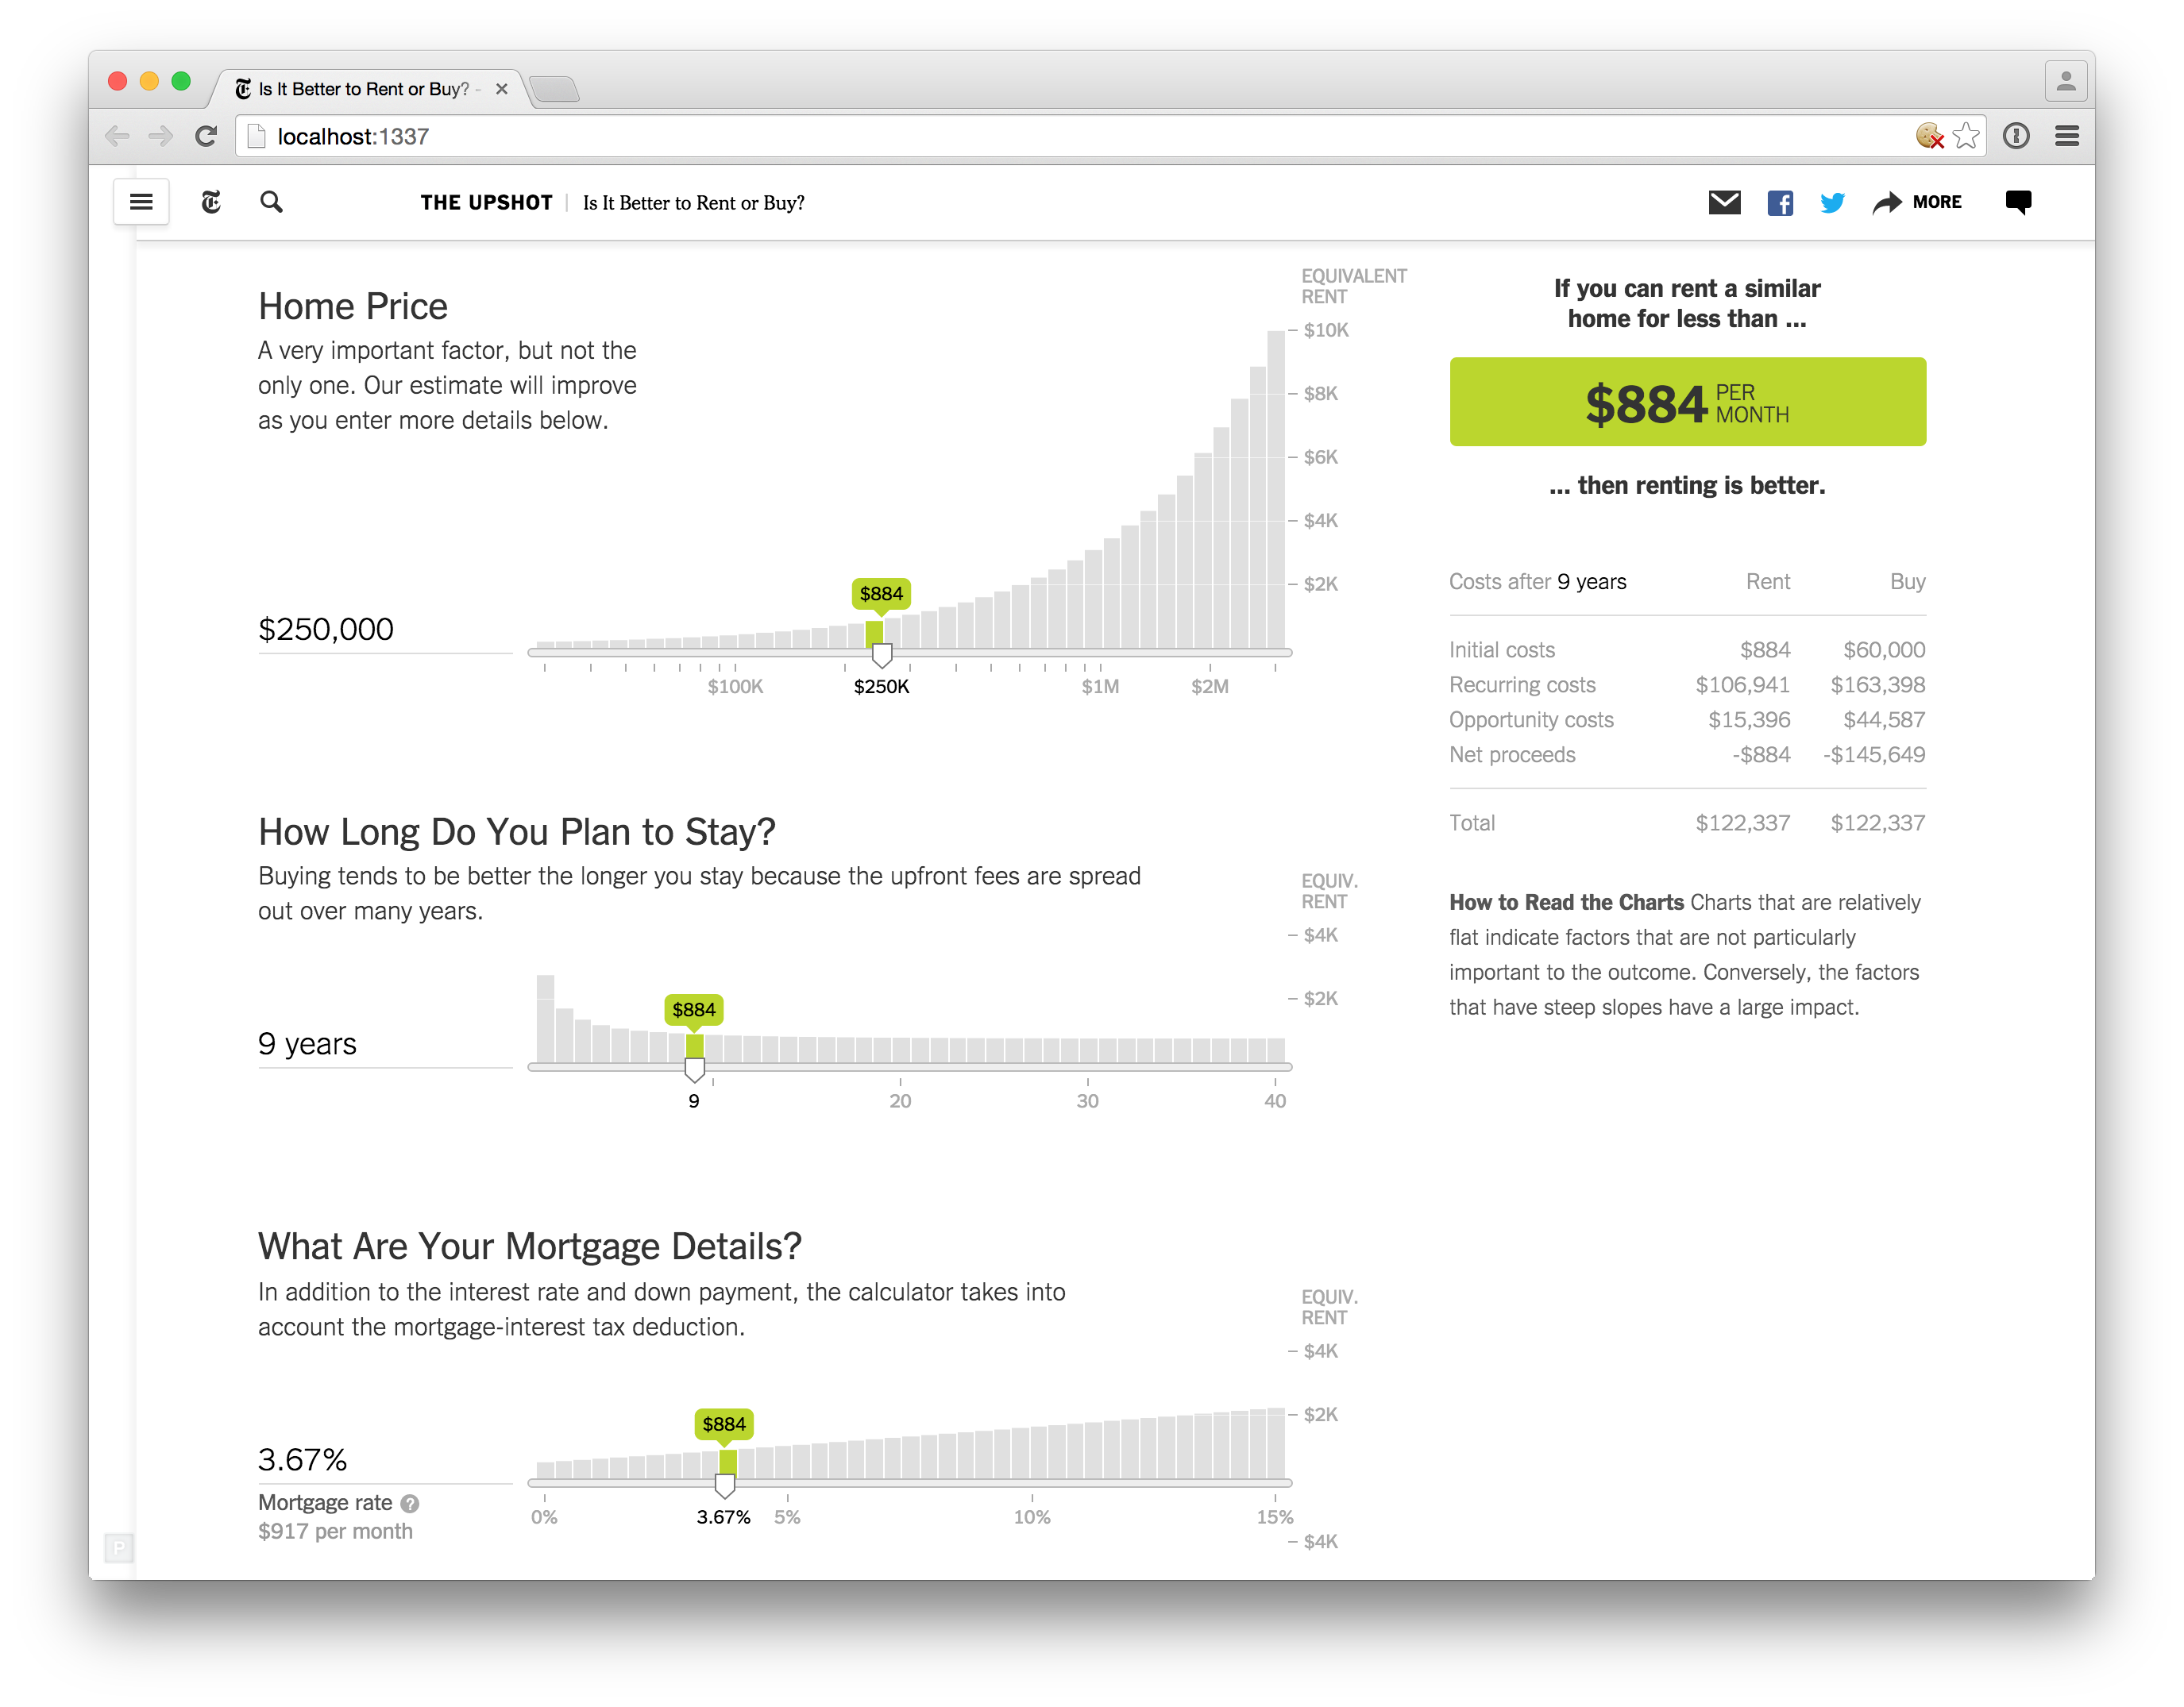 Is It Better to Rent or Buy? -
localhost:1337
THE UPSHOT | Is It Better to Rent or Buy?
MORE
Home Price
A very important factor, but not the
only one. Our estimate will improve
as you enter more details below.
$250,000
EQUIVALENT
RENT
$10K
$8K
$6K
$4K
$2K
$884
$100K
$250K
$1M
$2M
How Long Do You Plan to Stay?
Buying tends to be better the longer you stay because the upfront fees are spread
out over many years.
9 years
EQUIV.
RENT
$4K
$2K
$884
9
20
30
40
What Are Your Mortgage Details?
In addition to the interest rate and down payment, the calculator takes into
account the mortgage-interest tax deduction.
EQUIV.
RENT
$4K
$2K
$884
3.67%
Mortgage rate ?
$917 per month
0%
3.67%
5%
10%
15%
$4K
P
If you can rent a similar
home for less than ...
$884 PER
MONTH
... then renting is better.
Costs after 9 years Rent Buy
Initial costs $884 $60,000
Recurring costs $106,941 $163,398
Opportunity costs $15,396 $44,587
Net proceeds -$884 -$145,649
Total $122,337 $122,337
How to Read the Charts Charts that are relatively
flat indicate factors that are not particularly
important to the outcome. Conversely, the factors
that have steep slopes have a large impact.